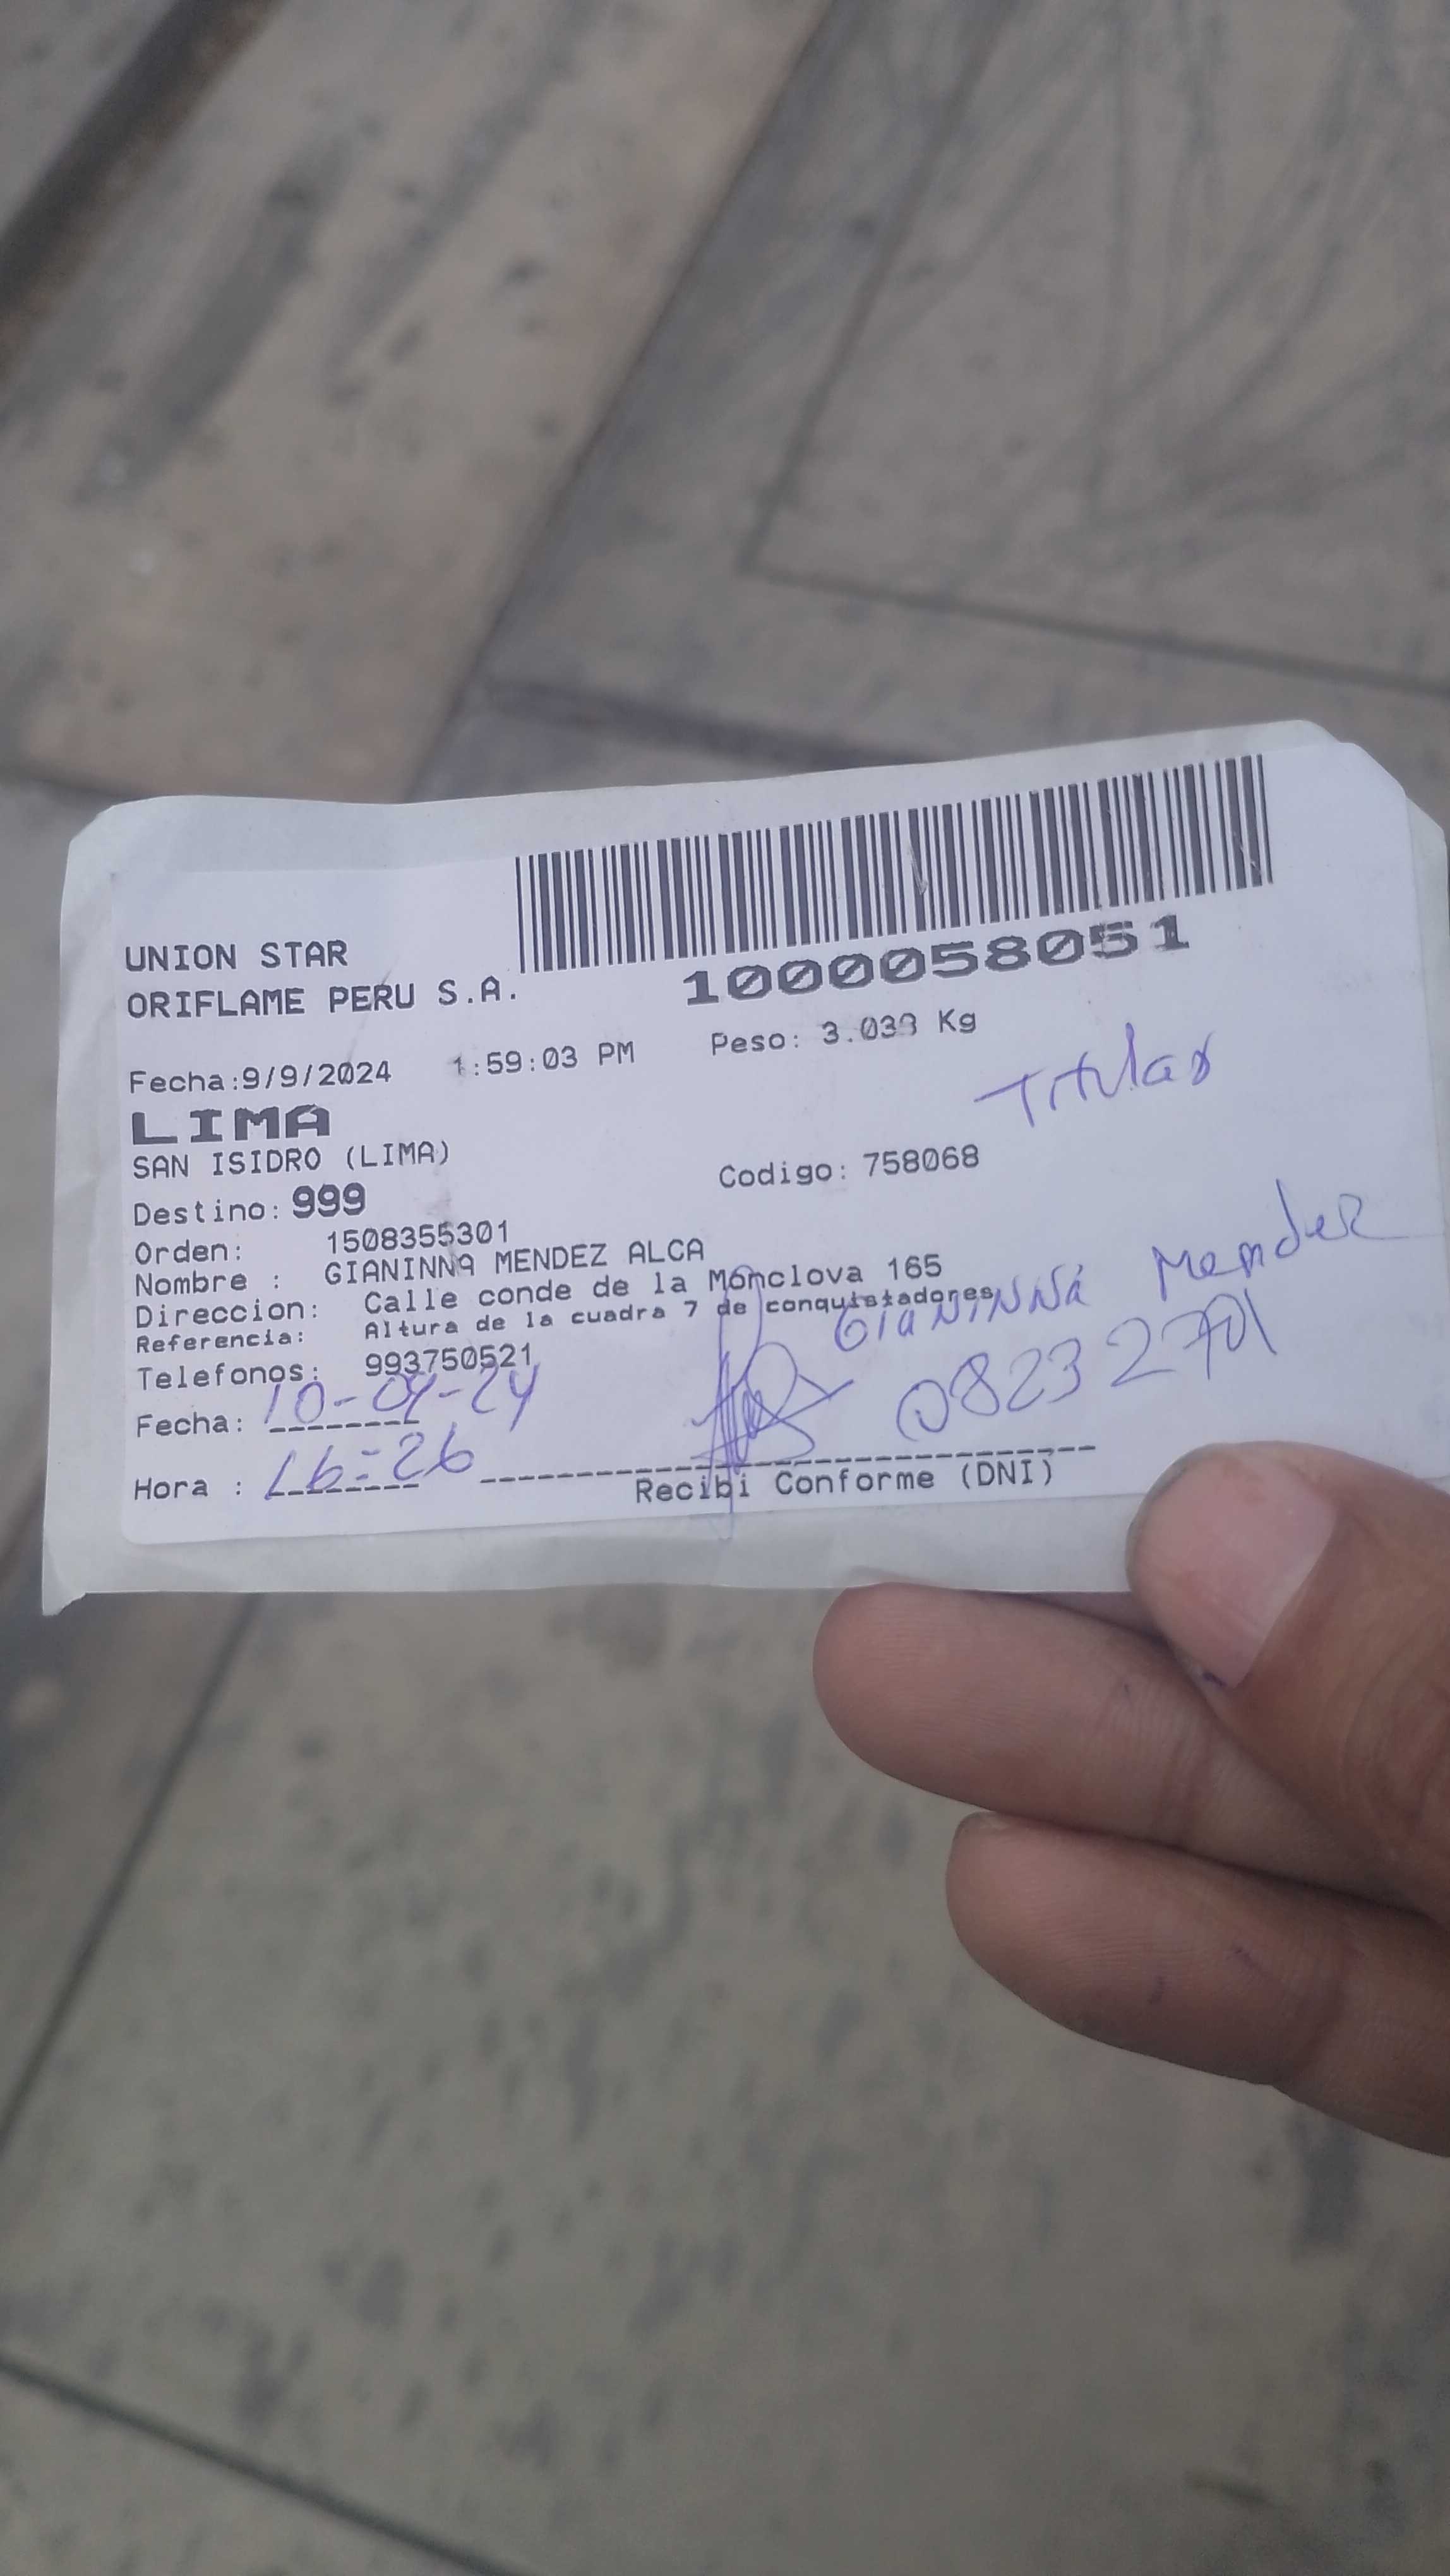 1000058051
UNION STAR
ORIFLAME PERU S.A.
Fecha:9/9/2024 1:59:03 PM Peso: 3.033 Kg
Titular
LIMA
SAN ISIDRO (LIMA)
Destino: 999 Codigo: 758068
Orden: 1508355301
Nombre : GIANINNA MENDEZ ALCA
Direccion: Calle conde de la Monclova 165
Referencia: Altura de la cuadra 7 de conquistadores
Telefonos: 993750521
GIANINNA Mendez
Fecha: 10-09-24
Hora : 16:26
Recibi Conforme (DNI)